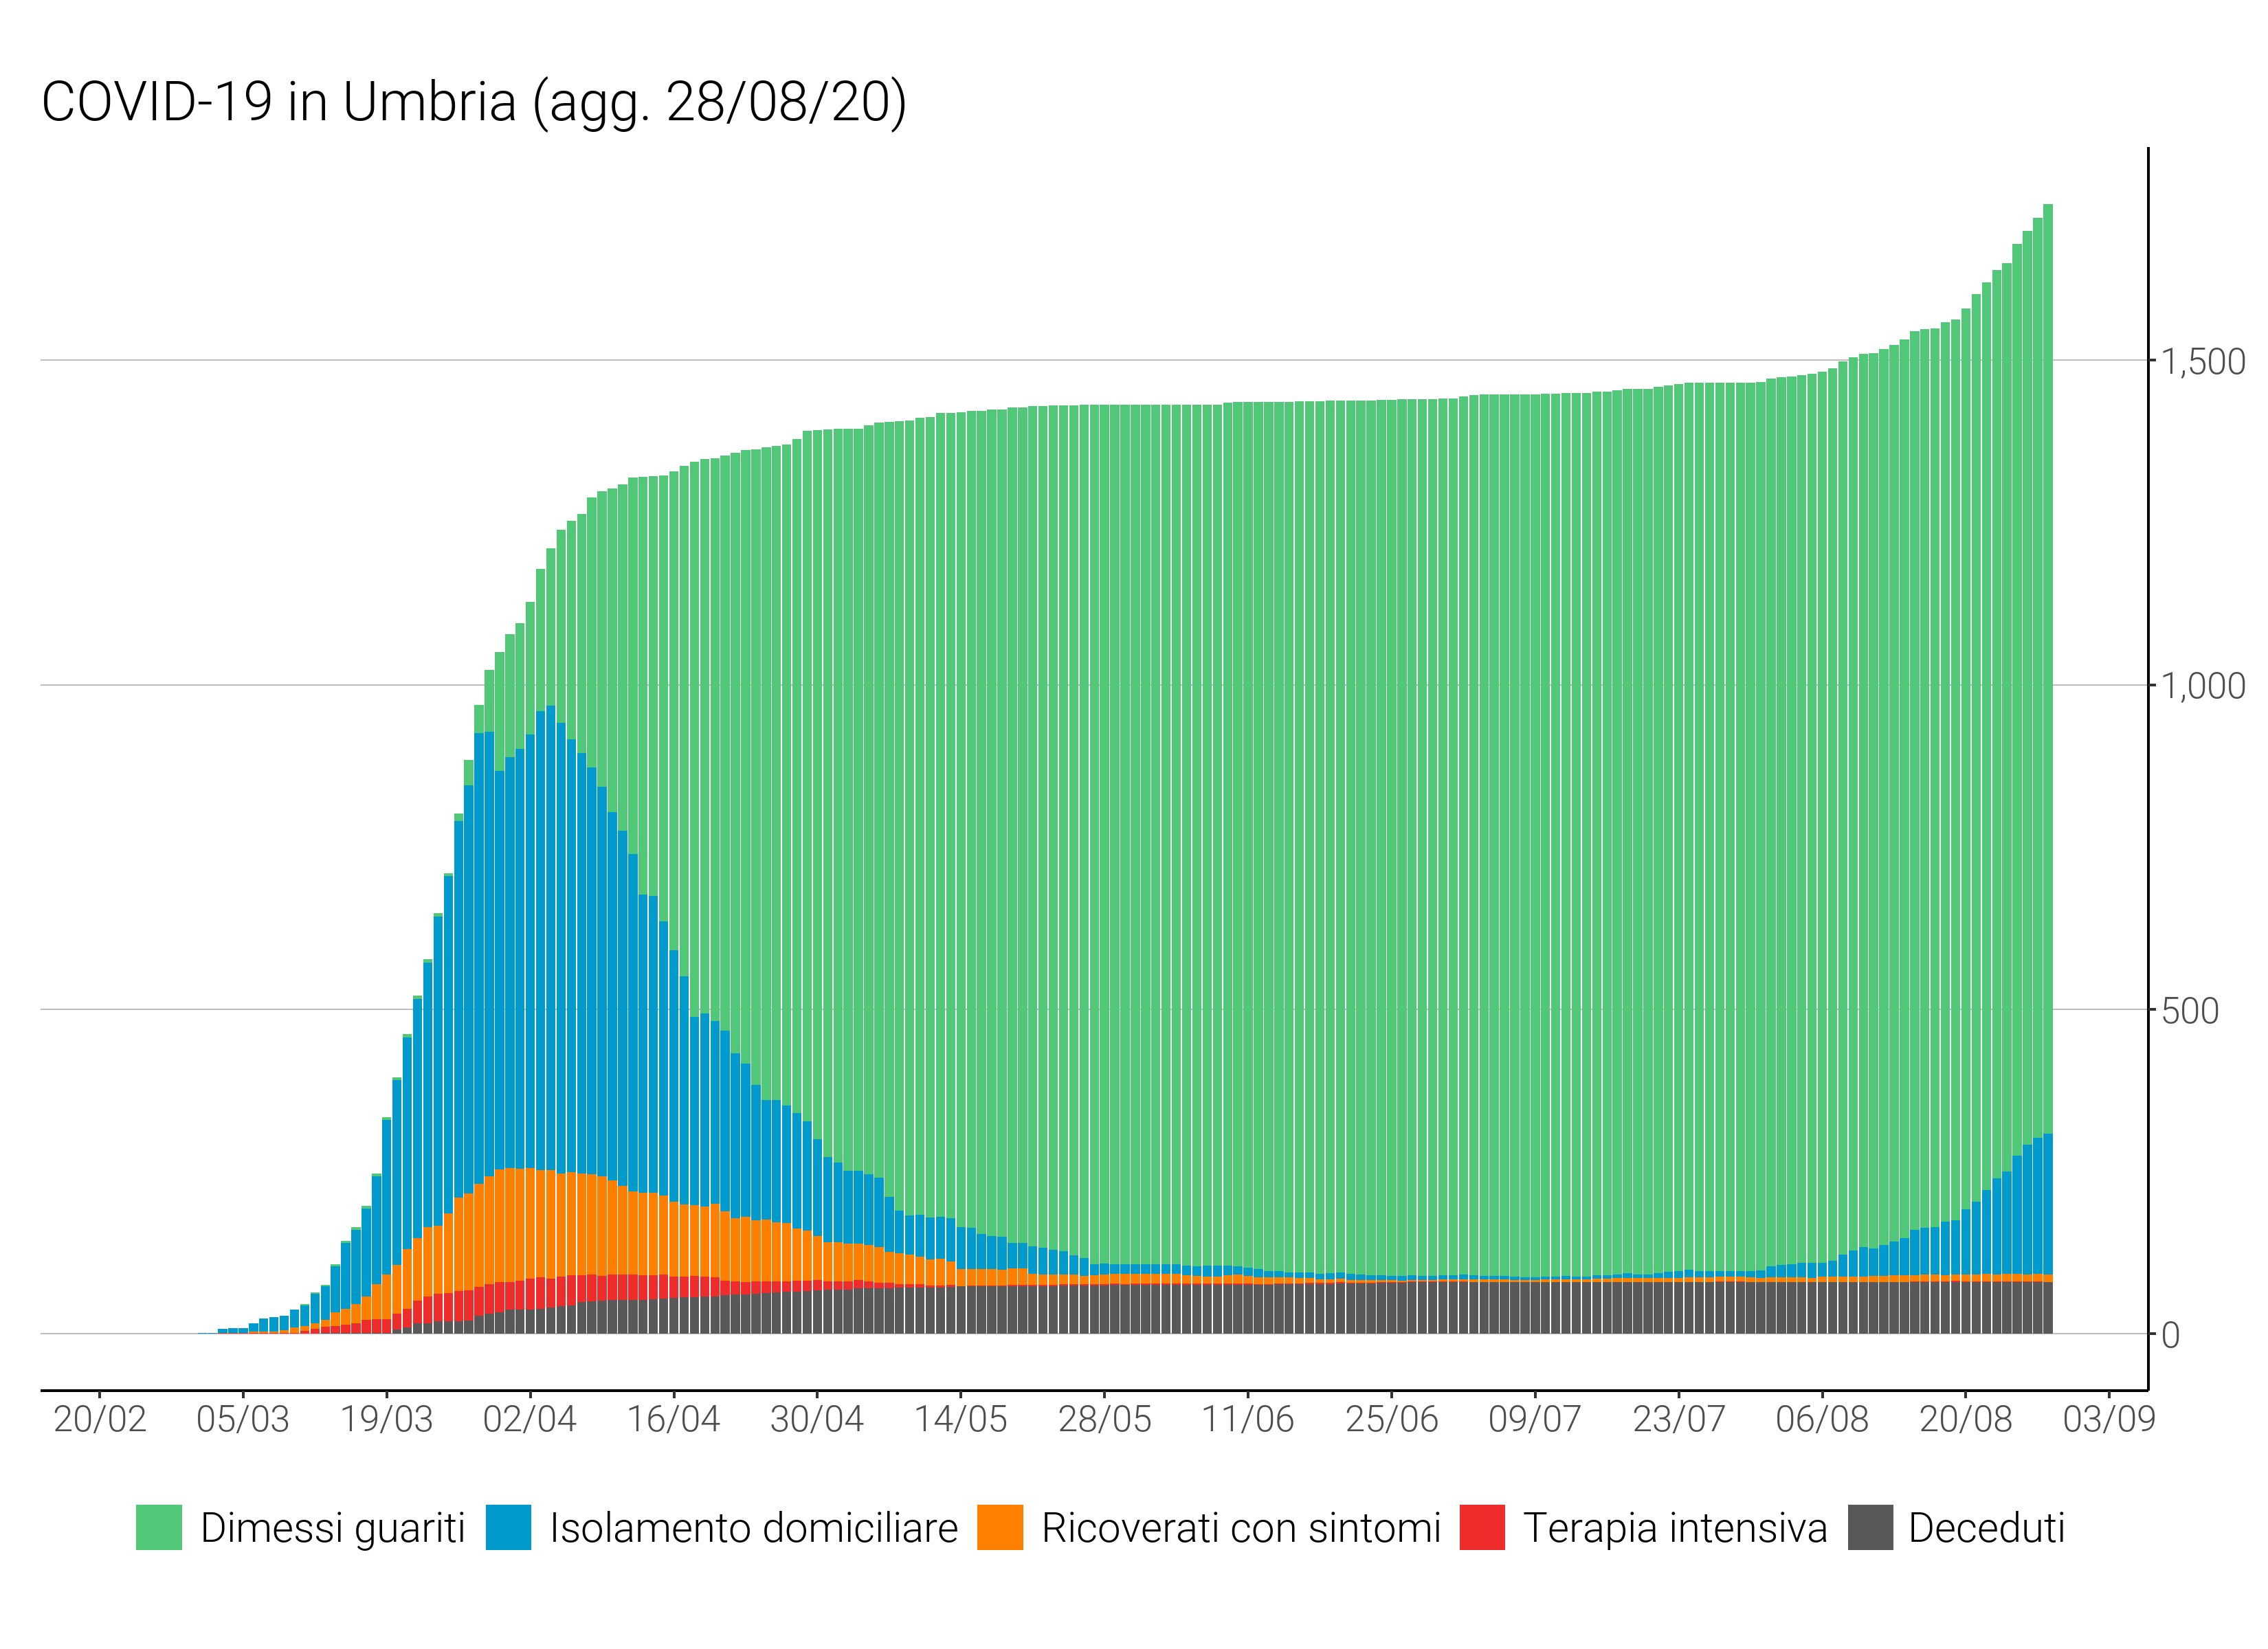 COVID-19 in Umbria (agg. 28/08/20)
1,500
1,000
500
0
20/02 05/03 19/03 02/04 16/04 30/04 14/05 28/05 11/06 25/06 09/07 23/07 06/08 20/08 03/09
Dimessi guariti Isolamento domiciliare Ricoverati con sintomi Terapia intensiva Deceduti